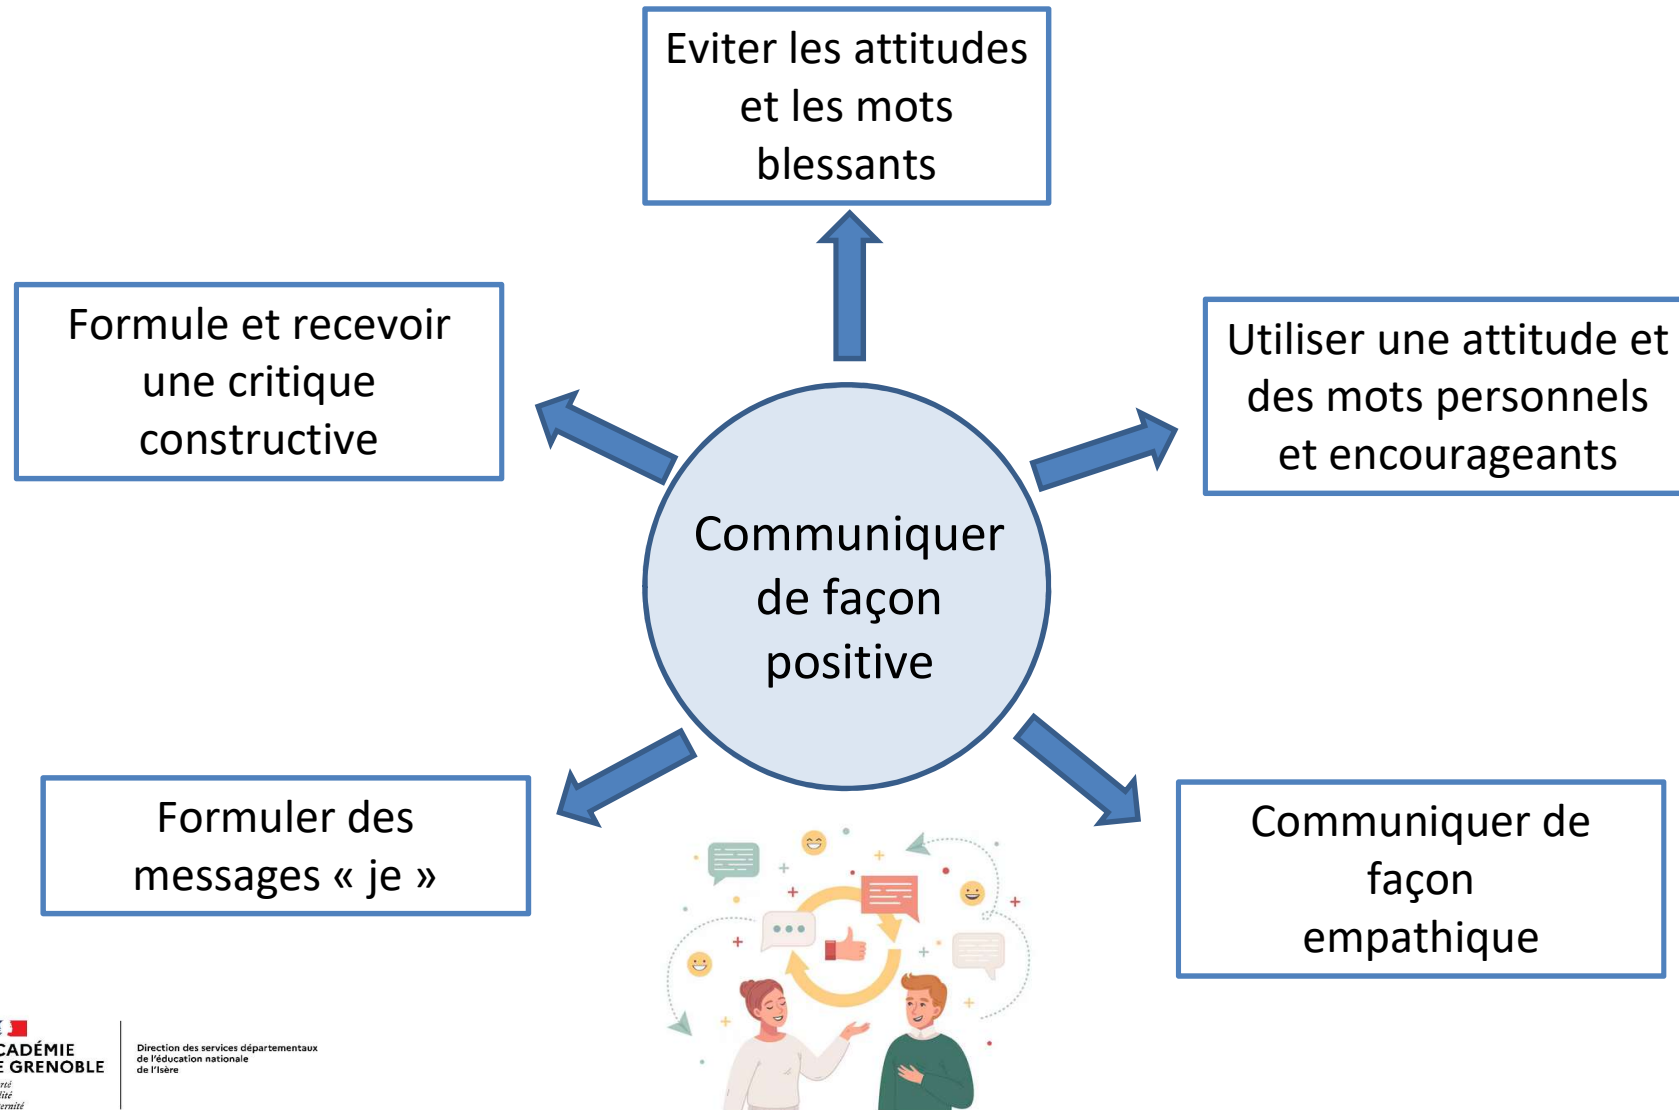 Eviter les attitudes
et les mots
blessants
Formule et recevoir
une critique
constructive
Utiliser une attitude et
des mots personnels
et encourageants
Communiquer
de façon
positive
Formuler des
messages « je »
Communiquer de
façon
empathique
CADÉMIE
E GRENOBLE
Direction des services départementaux
de l'éducation nationale
de l'Isère